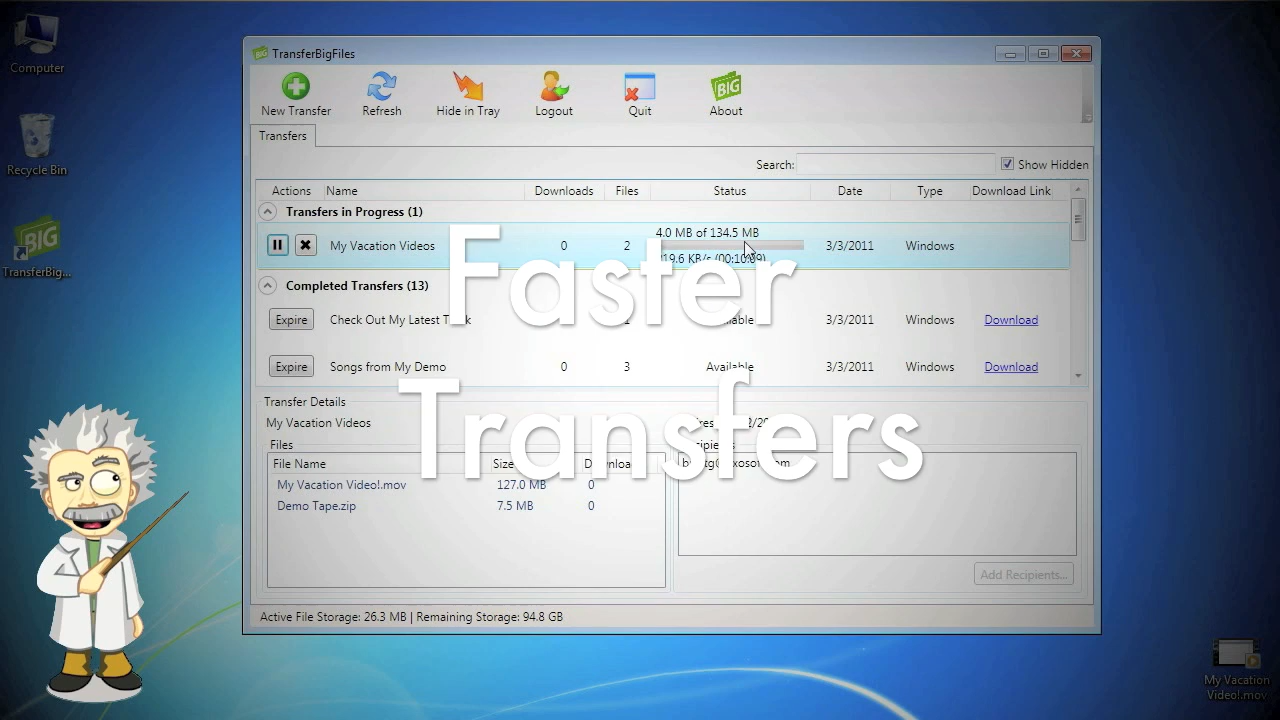 Computer
Recycle Bin
TransferBig...
BIG TransferBigFiles
New Transfer Refresh Hide in Tray Logout Quit BIG About
Transfers
Search: Show Hidden
Actions Name Downloads Files Status Date Type Download Link
Transfers in Progress (1)
4.0 MB of 134.5 MB
My Vacation Videos 0 2 3/3/2011 Windows
Completed Transfers (13)
Expire Check Out My Latest 3/3/2011 Windows Download
Expire Songs from My Demo 0 3 Available 3/3/2011 Windows Download
Faster
Transfers
Transfer Details
My Vacation Videos
Files
File Name Size
My Vacation Video!.mov 127.0 MB 0
Demo Tape.zip 7.5 MB 0
Add Recipients...
Active File Storage: 26.3 MB | Remaining Storage: 94.8 GB
My Vacation
Video!.mov